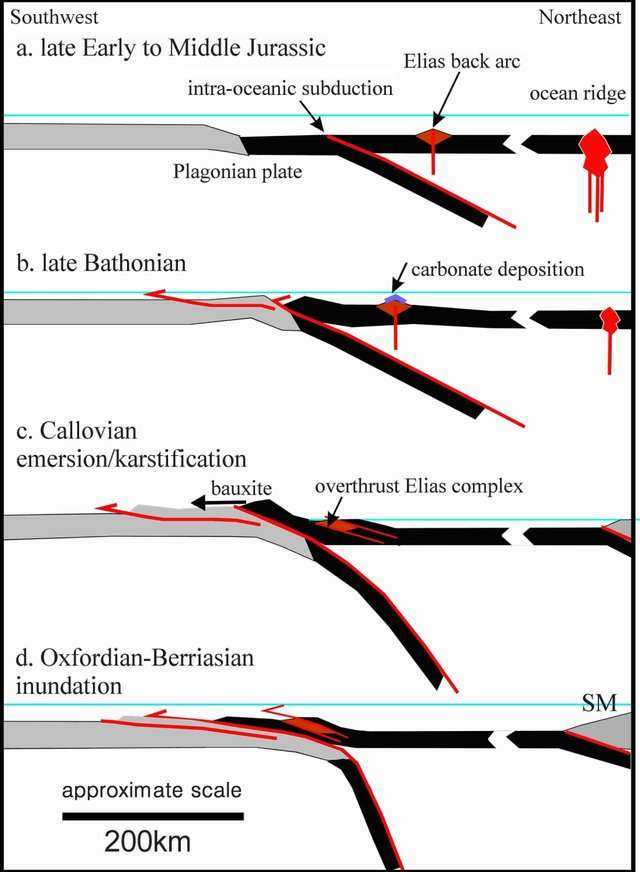 Southwest
Northeast
a. late Early to Middle Jurassic
Elias back arc
intra-oceanic subduction
ocean ridge
Plagonian plate
b. late Bathonian
carbonate deposition
c. Callovian
emersion/karstification
bauxite
overthrust Elias complex
d. Oxfordian-Berriasian
inundation
SM
approximate scale
200km